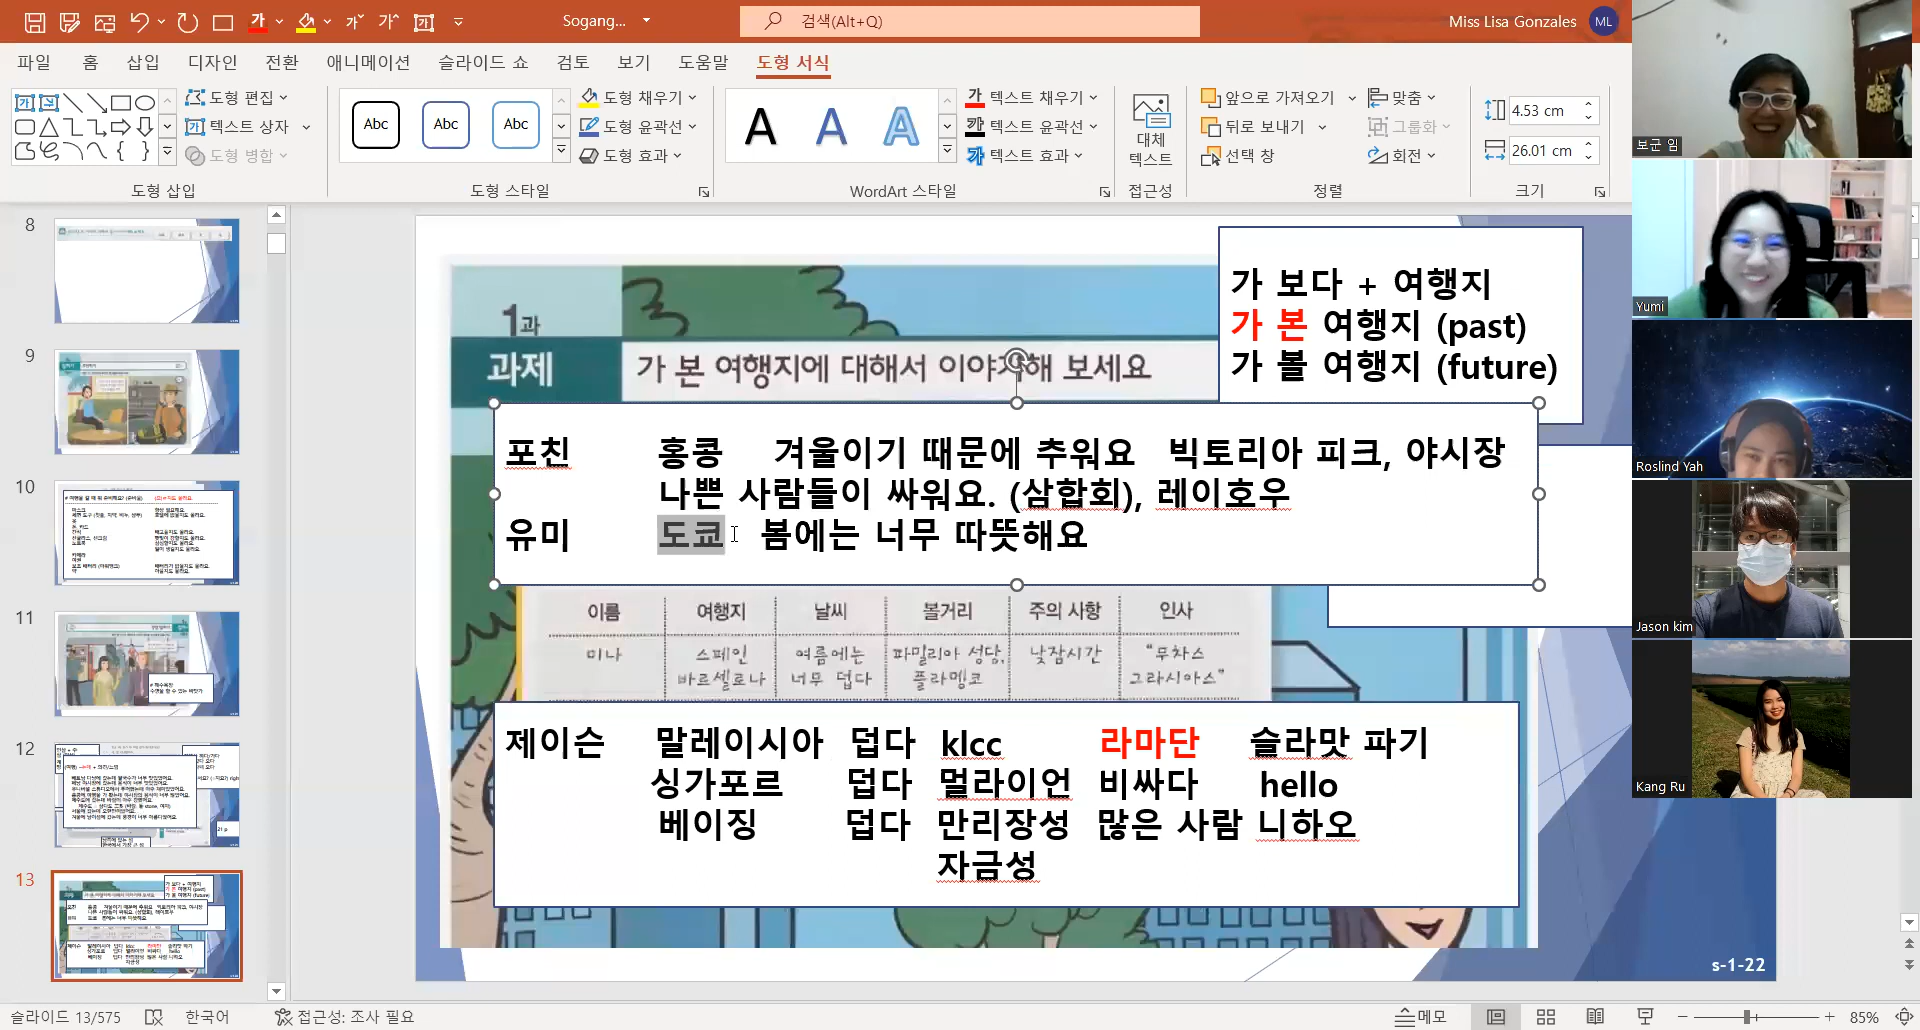 Sogang...
검색(Alt+Q)
Miss Lisa Gonzales
ML
파일 홈 삽입 디자인 전환 애니메이션 슬라이드 쇼 검토 보기 도움말 도형 서식
도형 편집
텍스트 상자
도형 병합
도형 삽입
Abc Abc Abc
도형 채우기
도형 윤곽선
도형 효과
도형 스타일
A A A
텍스트 채우기
텍스트 윤곽선
텍스트 효과
WordArt 스타일
대체
텍스트
접근성
앞으로 가져오기
뒤로 보내기
선택 창
맞춤
그룹화
회전
정렬
4.53 cm
26.01 cm
크기
8
9
10
11
12
13
가 보다 + 여행지
가 본 여행지 (past)
가 볼 여행지 (future)
1과
과제
가 본 여행지에 대해서 이야기해 보세요
포친 홍콩 겨울이기 때문에 추워요 빅토리아 피크, 야시장
나쁜 사람들이 싸워요. (삼합회), 레이호우
유미 도쿄 봄에는 너무 따뜻해요
이름 여행지 날씨 볼거리 주의 사항 인사
미나 스페인 여름에는 파밀리아 성당, 낮잠시간 "무차스
바르셀로나 너무 덥다 플라멩코 그라시아스"
제이슨 말레이시아 덥다 klcc 라마단 슬라맛 파기
싱가포르 덥다 멀라이언 비싸다 hello
베이징 덥다 만리장성 많은 사람 니하오
자금성
s-1-22
보군 임
Yumi
Roslind Yah
Jason kim
Kang Ru
슬라이드 13/575
한국어
접근성: 조사 필요
메모
85%